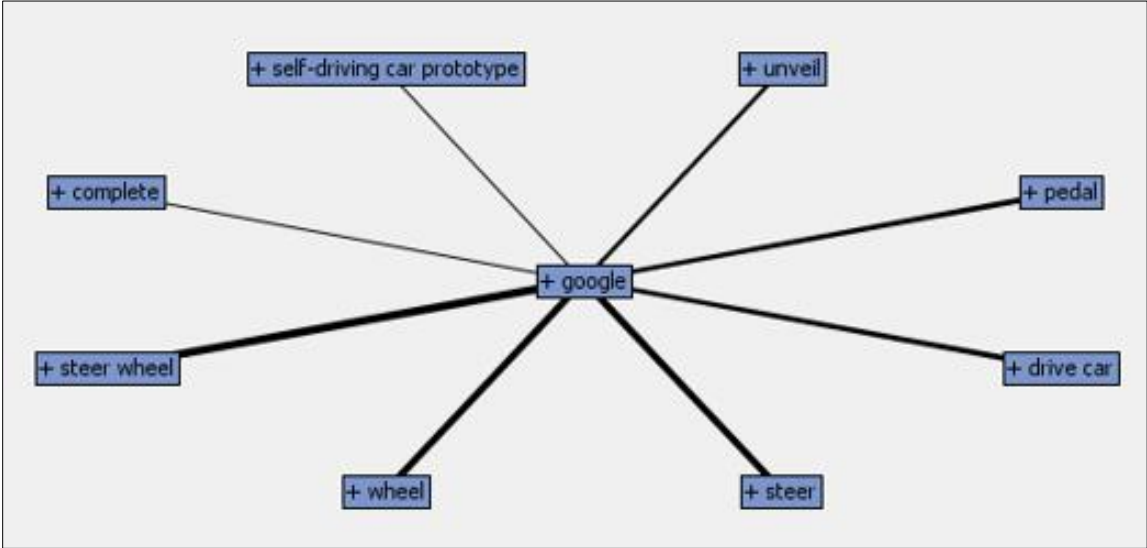 + self-driving car prototype
+ unveil
+ complete
+ pedal
+ google
+ steer wheel
+ drive car
+ wheel
+ steer